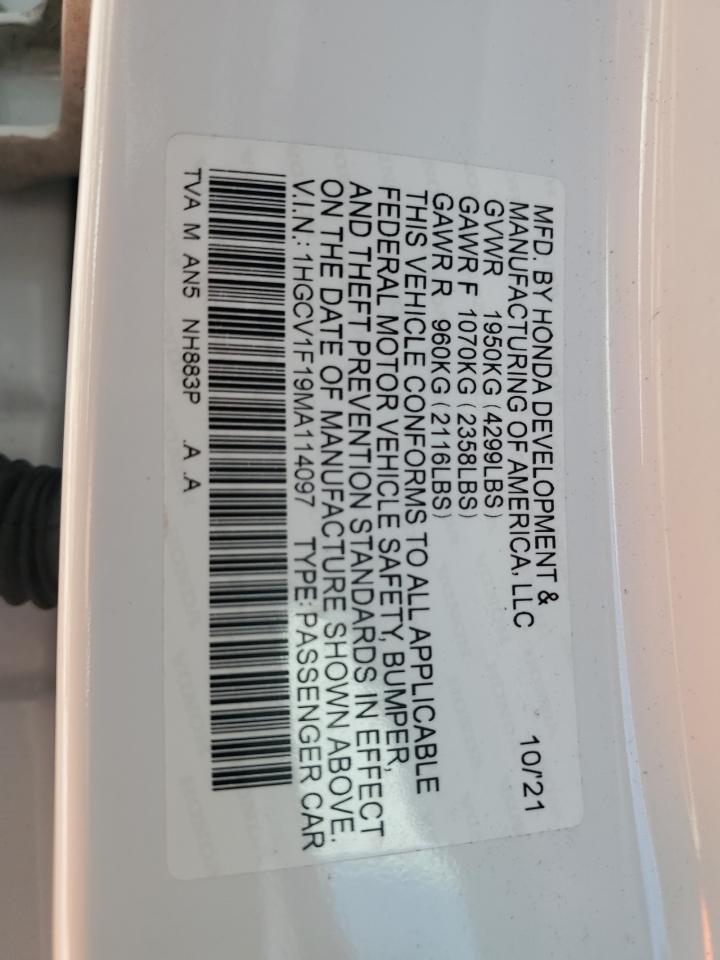 MFD. BY HONDA DEVELOPMENT &
MANUFACTURING OF AMERICA, LLC 10/'21
GVWR 1950KG (4299LBS)
GAWR F 1070KG (2358LBS)
GAWR R 960KG (2116LBS)
THIS VEHICLE CONFORMS TO ALL APPLICABLE
FEDERAL MOTOR VEHICLE SAFETY, BUMPER,
AND THEFT PREVENTION STANDARDS IN EFFECT
ON THE DATE OF MANUFACTURE SHOWN ABOVE.
V.I.N.: 1HGCV1F19MA114097 TYPE: PASSENGER CAR
TVA M AN5 NH883P .A .A